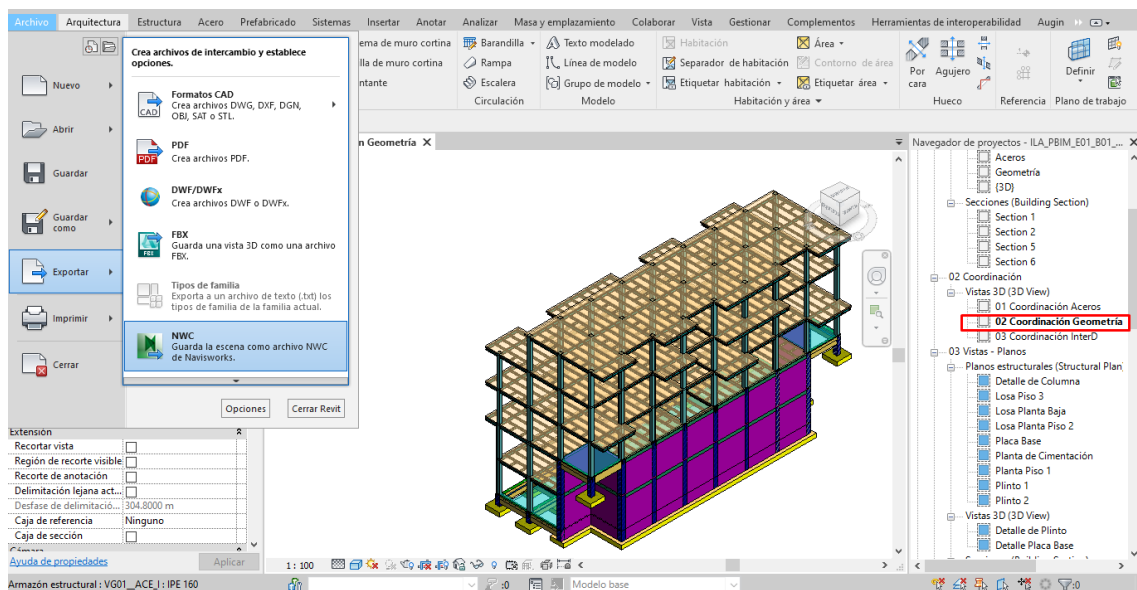 Archivo Arquitectura Estructura Acero Prefabricado Sistemas Insertar Anotar Analizar Masa y emplazamiento Colaborar Vista Gestionar Complementos Herramientas de interoperabilidad Augin
Nuevo
Abrir
Guardar
Guardar como
Exportar
Imprimir
Cerrar
Crea archivos de intercambio y establece
opciones.
Formatos CAD
Crea archivos DWG, DXF, DGN,
OBJ, SAT o STL.
CAD
PDF
Crea archivos PDF.
PDF
DWF/DWFx
Crea archivos DWF o DWFx.
FBX
Guarda una vista 3D como una archivo
FBX.
FBX
Tipos de familia
Exporta a un archivo de texto (.txt) los
tipos de familia de la familia actual.
NWC
Guarda la escena como archivo NWC
de Navisworks.
Opciones Cerrar Revit
ema de muro cortina
lla de muro cortina
ntante
Barandilla
Rampa
Escalera
Circulación
Texto modelado
Línea de modelo
Grupo de modelo
Modelo
Habitación
Separador de habitación
Etiquetar habitación
Área
Contorno de área
Etiquetar área
Habitación y área
Por cara
Agujero
Hueco
Referencia
Definir
Plano de trabajo
n Geometría X
Extensión
Recortar vista
Región de recorte visible
Recorte de anotación
Delimitación lejana act...
Desfase de delimitació... 304.8000 m
Caja de referencia Ninguno
Caja de sección
Cámara
Ayuda de propiedades Aplicar
1 : 100
Navegador de proyectos - ILA_PBIM_E01_B01_... X
Aceros
Geometría
{3D}
Secciones (Building Section)
Section 1
Section 2
Section 5
Section 6
02 Coordinación
Vistas 3D (3D View)
01 Coordinación Aceros
02 Coordinación Geometría
03 Coordinación InterD
03 Vistas - Planos
Planos estructurales (Structural Plan
Detalle de Columna
Losa Piso 3
Losa Planta Baja
Losa Planta Piso 2
Placa Base
Planta de Cimentación
Planta Piso 1
Plinto 1
Plinto 2
Vistas 3D (3D View)
Detalle de Plinto
Detalle Placa Base
Armazón estructural : VG01__ACE_I : IPE 160
:0
Modelo base
:0